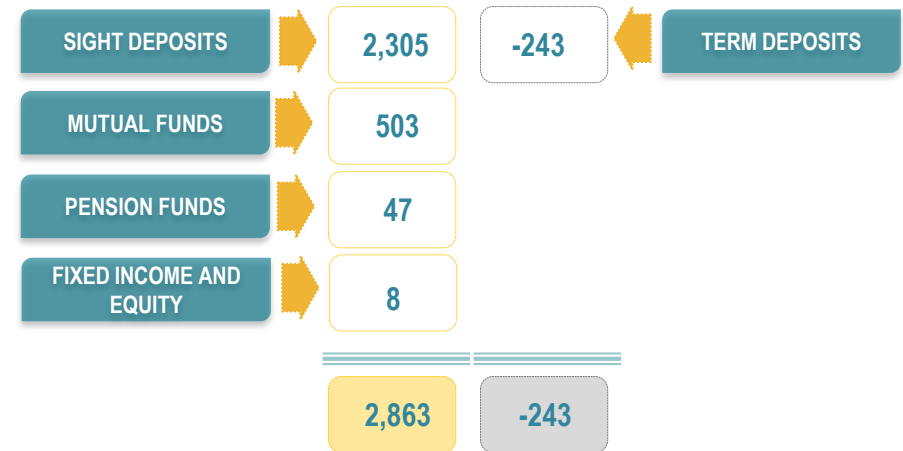 SIGHT DEPOSITS
2,305
-243
TERM DEPOSITS
MUTUAL FUNDS
503
PENSION FUNDS
47
FIXED INCOME AND
EQUITY
8
2,863
-243